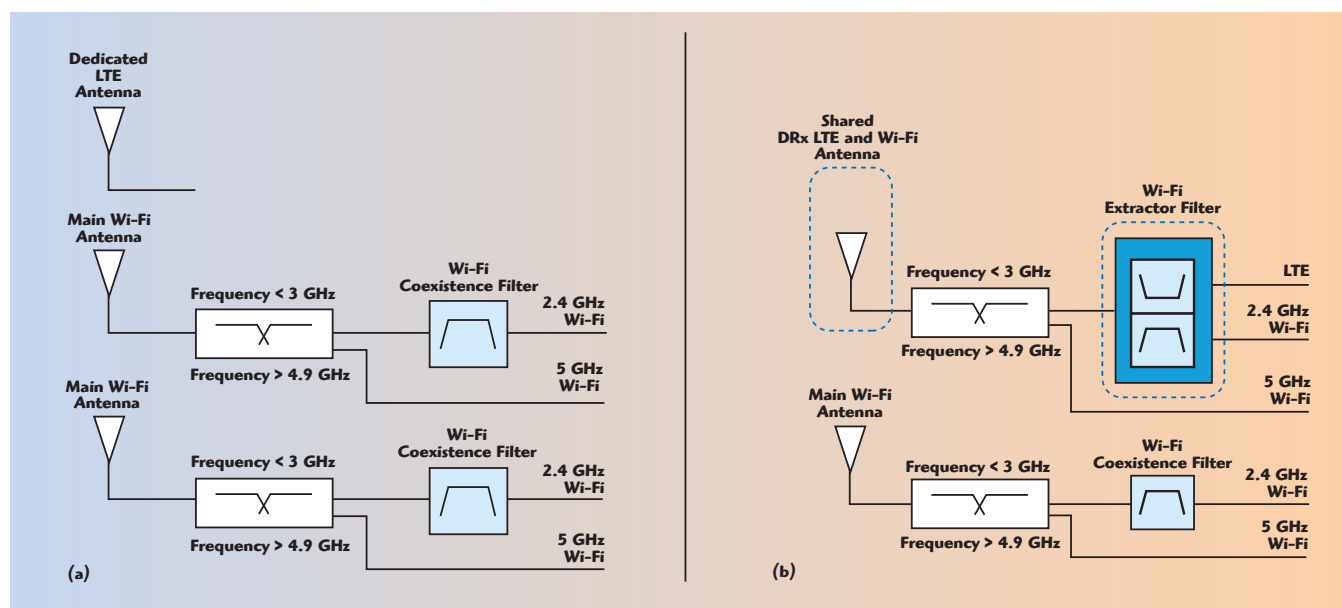 Dedicated
LTE
Antenna
Main Wi-Fi
Antenna
Frequency < 3 GHz
Frequency > 4.9 GHz
Wi-Fi
Coexistence Filter
2.4 GHz
Wi-Fi
5 GHz
Wi-Fi
Main Wi-Fi
Antenna
Frequency < 3 GHz
Frequency > 4.9 GHz
Wi-Fi
Coexistence Filter
2.4 GHz
Wi-Fi
5 GHz
Wi-Fi
(a)
Shared
DRx LTE and Wi-Fi
Antenna
Frequency < 3 GHz
Frequency > 4.9 GHz
Wi-Fi
Extractor Filter
LTE
2.4 GHz
Wi-Fi
5 GHz
Wi-Fi
Main Wi-Fi
Antenna
Frequency < 3 GHz
Frequency > 4.9 GHz
Wi-Fi
Coexistence Filter
2.4 GHz
Wi-Fi
5 GHz
Wi-Fi
(b)